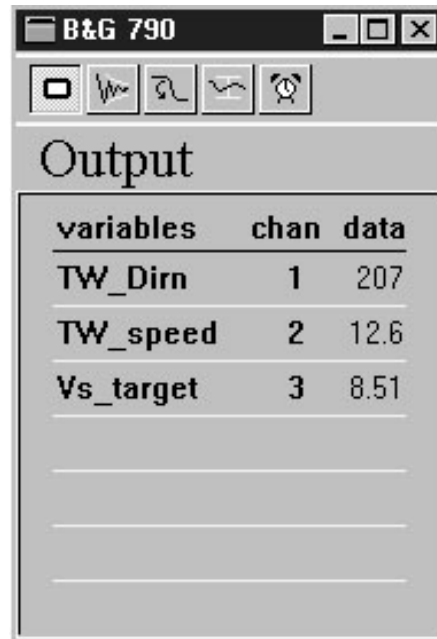 B&G 790
Output
variables chan data
TW_Dirn 1 207
TW_speed 2 12.6
Vs_target 3 8.51